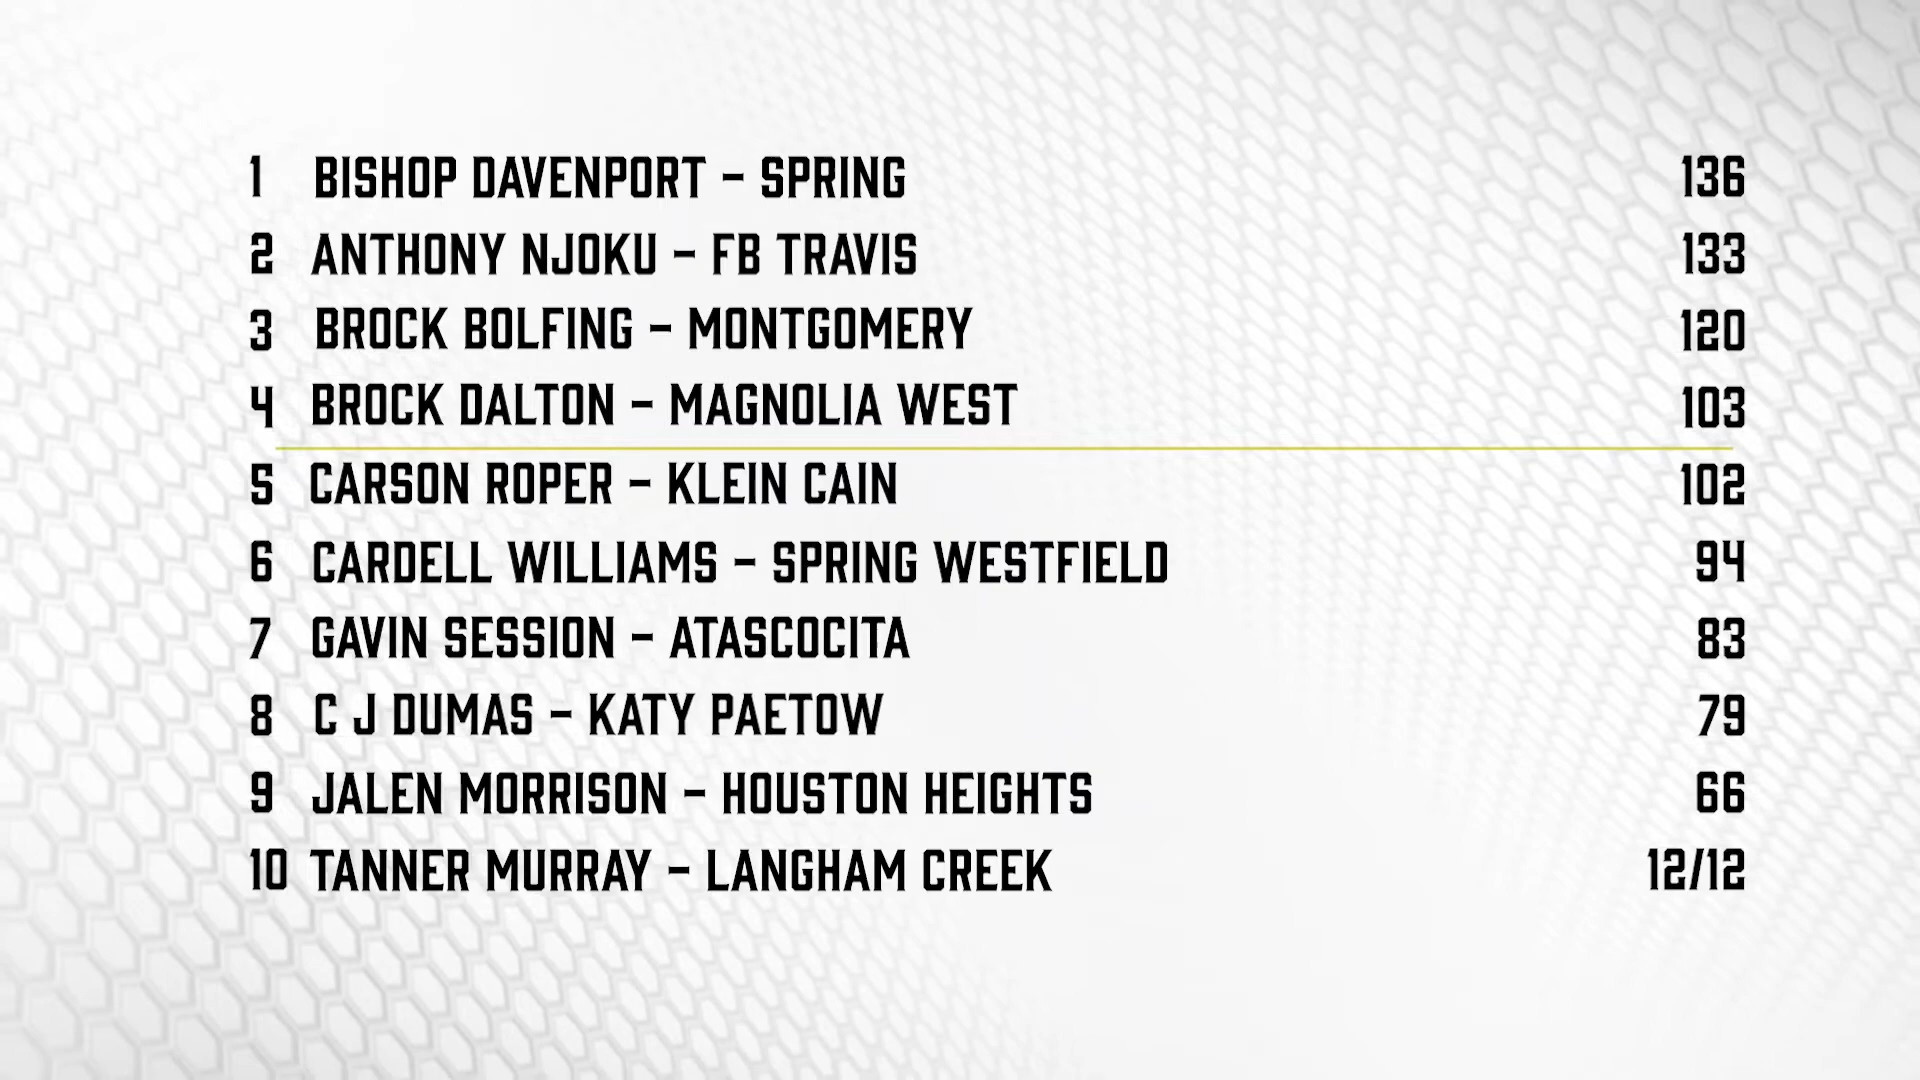 1 BISHOP DAVENPORT – SPRING 136
2 ANTHONY NJOKU – FB TRAVIS 133
3 BROCK BOLFING – MONTGOMERY 120
4 BROCK DALTON – MAGNOLIA WEST 103
5 CARSON ROPER – KLEIN CAIN 102
6 CARDELL WILLIAMS – SPRING WESTFIELD 94
7 GAVIN SESSION – ATASCOCITA 83
8 C J DUMAS – KATY PAETOW 79
9 JALEN MORRISON – HOUSTON HEIGHTS 66
10 TANNER MURRAY – LANGHAM CREEK 12/12